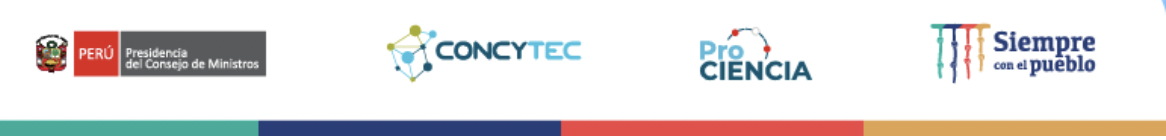 PERÚ
Presidencia
del Consejo de Ministros
CONCYTEC
Pro
CIENCIA
Siempre
con el pueblo